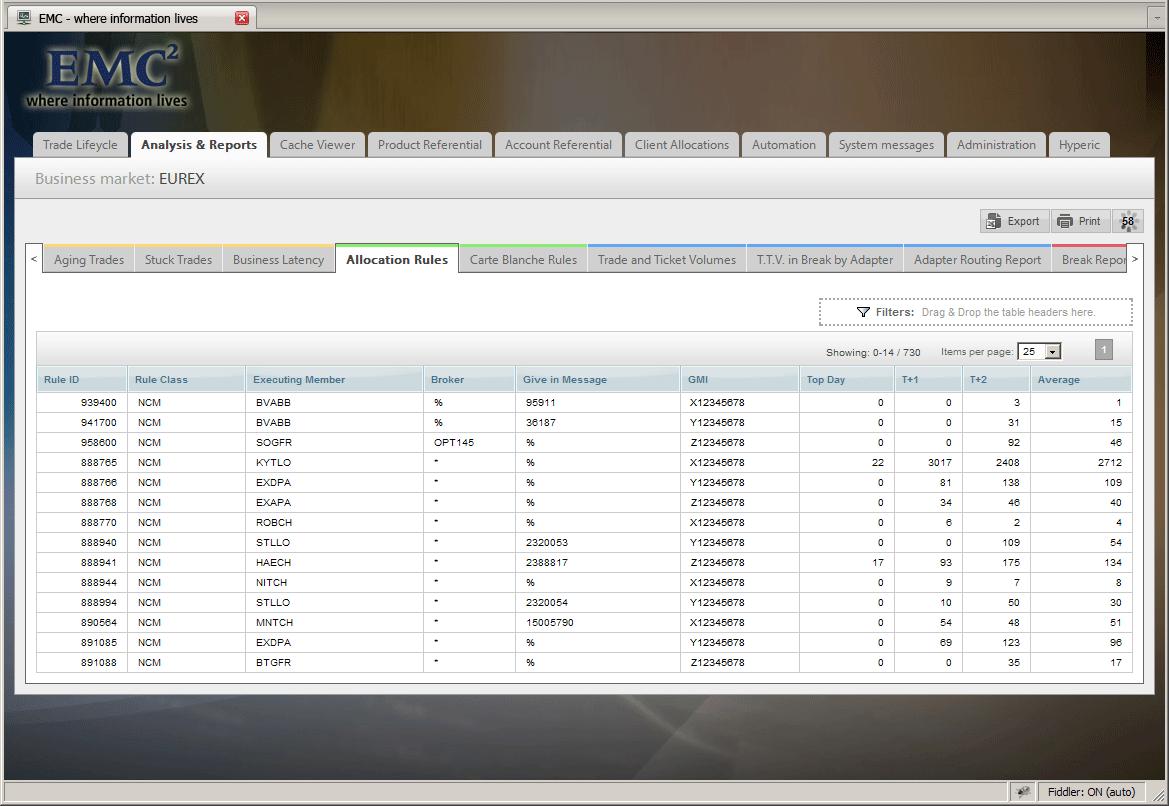 EMC - where information lives
EMC2
where information lives
Trade Lifeycle Analysis & Reports Cache Viewer Product Referential Account Referential Client Allocations Automation System messages Administration Hyperic
Business market: EUREX
Export Print 58
< Aging Trades Stuck Trades Business Latency Allocation Rules Carte Blanche Rules Trade and Ticket Volumes T.T.V. in Break by Adapter Adapter Routing Report Break Repor >
Filters: Drag & Drop the table headers here.
Showing: 0-14 / 730 Items per page: 25 1
Rule ID Rule Class Executing Member Broker Give in Message GMI Top Day T+1 T+2 Average
939400 NCM BVABB % 95911 X12345678 0 0 3 1
941700 NCM BVABB % 36187 Y12345678 0 0 31 15
958600 NCM SOGFR OPT145 % Z12345678 0 0 92 46
888765 NCM KYTLO * % X12345678 22 3017 2408 2712
888766 NCM EXDPA * % Y12345678 0 81 138 109
888768 NCM EXAPA * % Z12345678 0 34 46 40
888770 NCM ROBCH * % X12345678 0 6 2 4
888940 NCM STLLO * 2320053 Y12345678 0 0 109 54
888941 NCM HAECH * 2388817 Z12345678 17 93 175 134
888944 NCM NITCH * % X12345678 0 9 7 8
888994 NCM STLLO * 2320054 Y12345678 0 10 50 30
890564 NCM MNTCH * 15005790 X12345678 0 54 48 51
891085 NCM EXDPA * % Y12345678 0 69 123 96
891088 NCM BTGFR * % Z12345678 0 0 35 17
Fiddler: ON (auto)